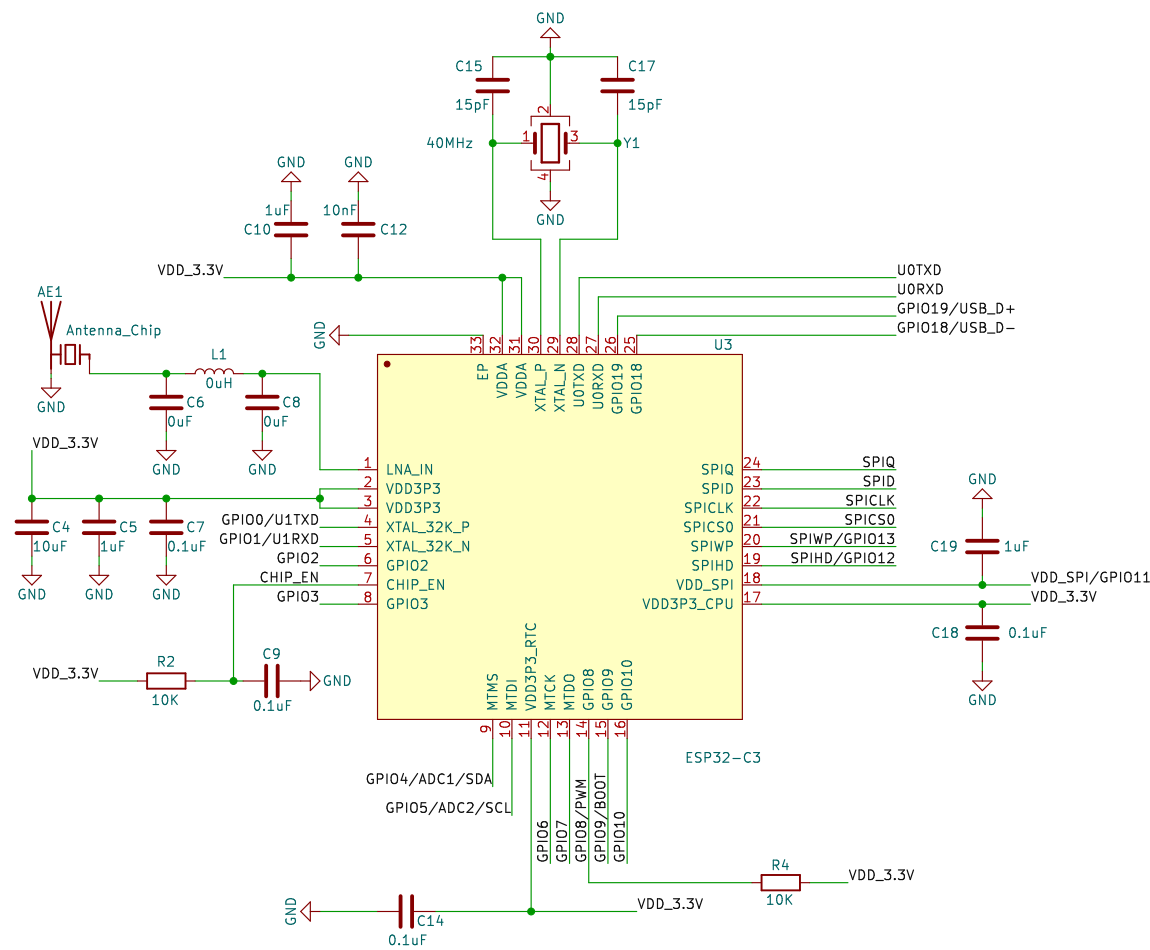 GND
C15
C17
15pF
15pF
2
40MHz
1
3
Y1
4
GND
GND
GND
1uF
10nF
C10
C12
VDD_3.3V
U0TXD
U0RXD
GPIO19/USB_D+
GPIO18/USB_D-
AE1
Antenna_Chip
GND
GND
33
32
31
30
29
28
27
26
25
U3
L1
0uH
EP
VDDA
VDDA
XTAL_P
XTAL_N
U0TXD
U0RXD
GPIO19
GPIO18
C6
0uF
C8
0uF
GND
GND
VDD_3.3V
1 LNA_IN
2 VDD3P3
3 VDD3P3
GPIO0/U1TXD 4 XTAL_32K_P
GPIO1/U1RXD 5 XTAL_32K_N
GPIO2 6 GPIO2
CHIP_EN 7 CHIP_EN
GPIO3 8 GPIO3
SPIQ 24 SPIQ
SPID 23 SPID
SPICLK 22 SPICLK
SPICS0 21 SPICS0
SPIWP 20 SPIWP/GPIO13
SPIHD 19 SPIHD/GPIO12
VDD_SPI 18 VDD_SPI/GPIO11
VDD3P3_CPU 17 VDD_3.3V
C4
10uF
C5
1uF
C7
0.1uF
GND
GND
GND
GND
C19
1uF
C18
0.1uF
GND
VDD_3.3V
R2
10K
C9
0.1uF
GND
MTMS
MTDI
VDD3P3_RTC
MTCK
MTDO
GPIO8
GPIO9
GPIO10
9
10
11
12
13
14
15
16
ESP32-C3
GPIO4/ADC1/SDA
GPIO5/ADC2/SCL
GPIO6
GPIO7
GPIO8/PWM
GPIO9/BOOT
GPIO10
R4
10K
VDD_3.3V
GND
C14
0.1uF
VDD_3.3V